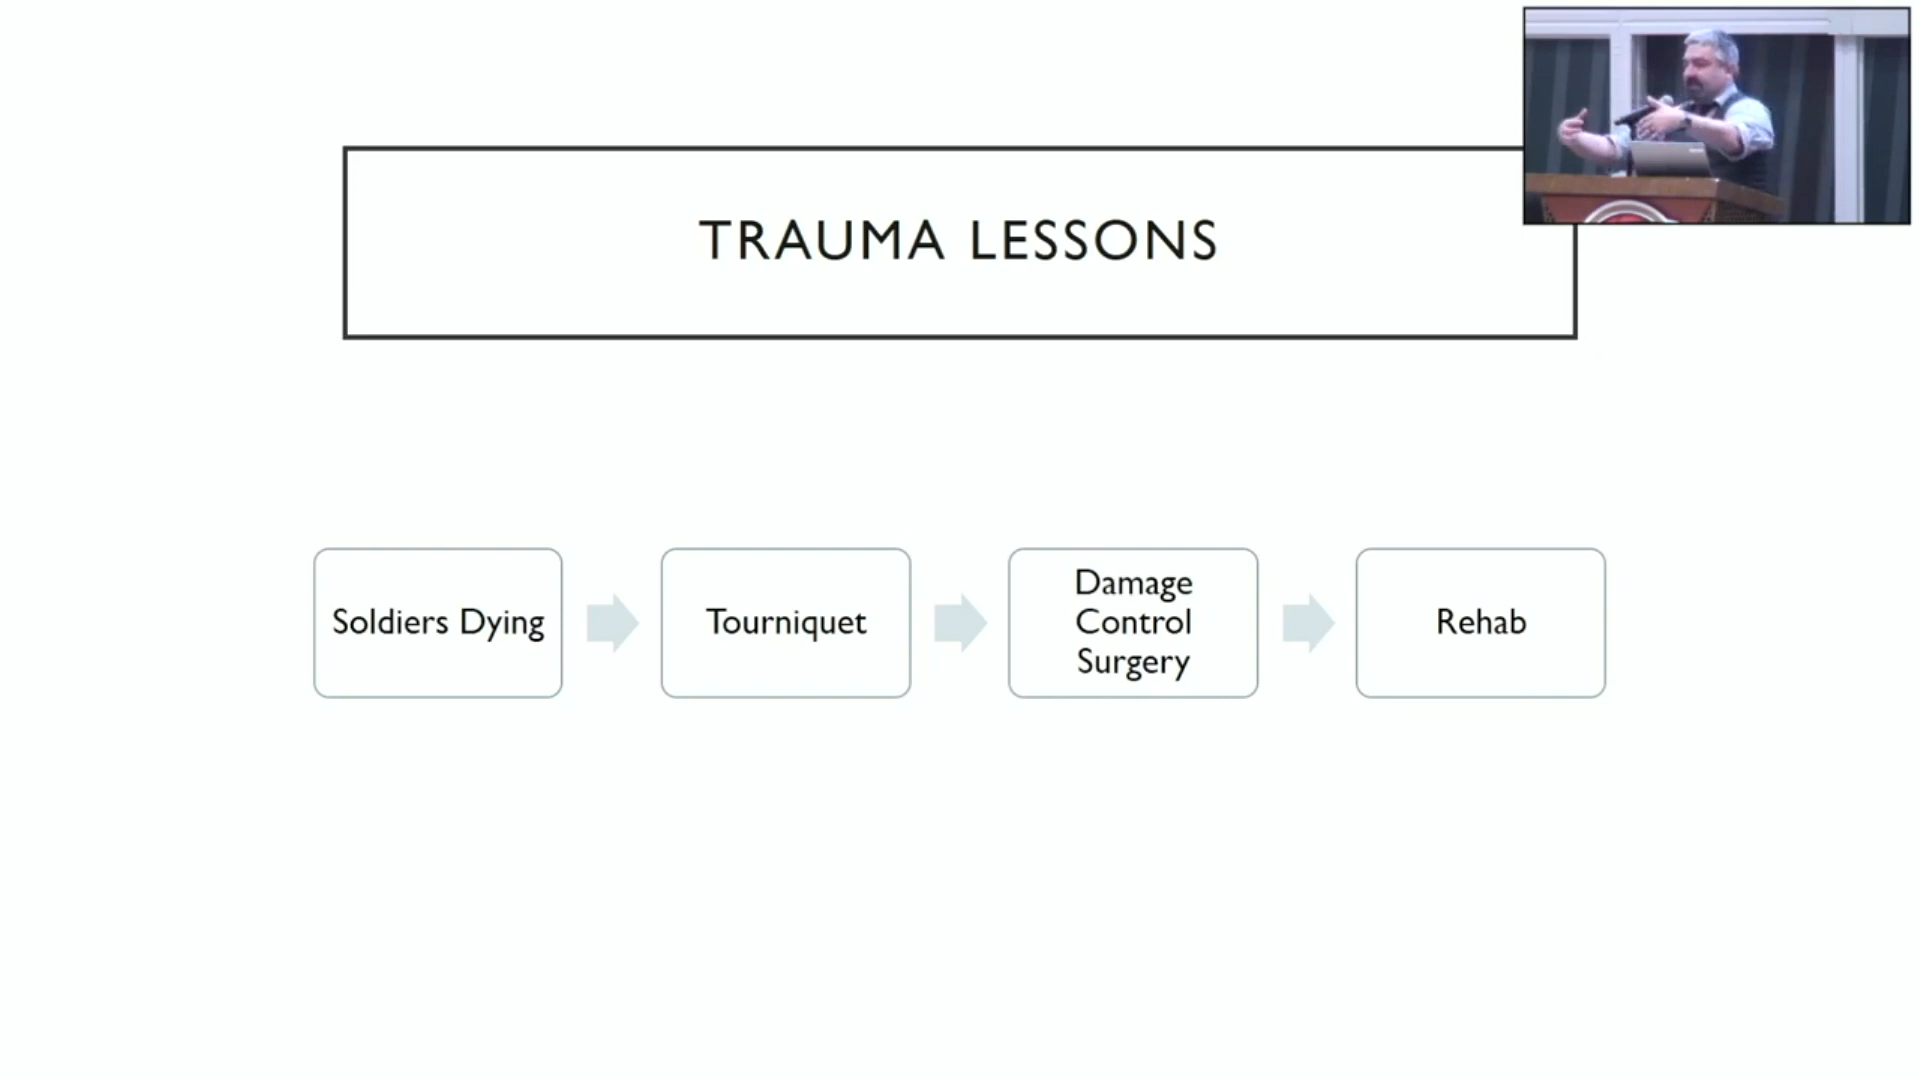 TRAUMA LESSONS
Soldiers Dying
Tourniquet
Damage
Control
Surgery
Rehab